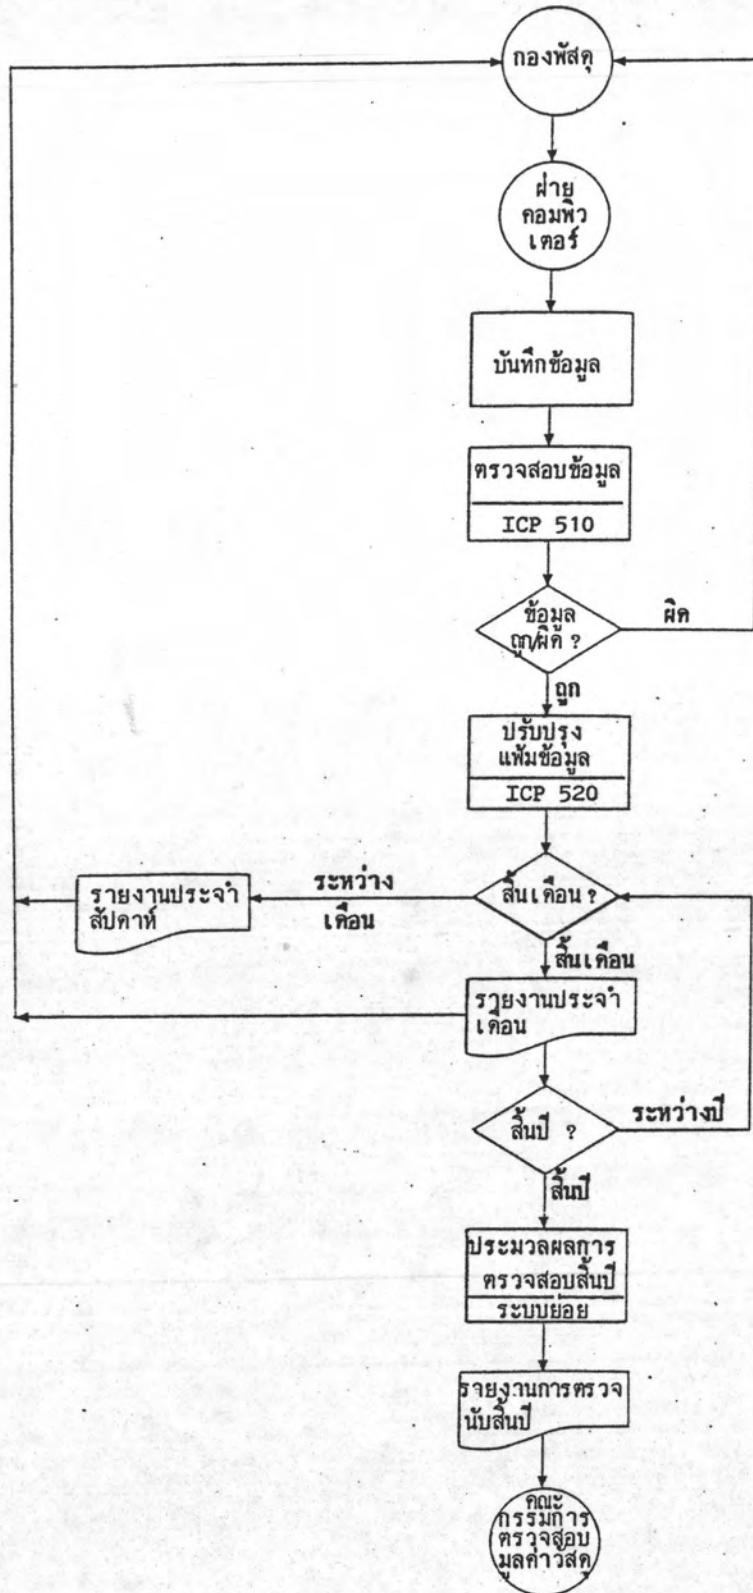 กองพัสดุ
ฝ่าย
คอมพิว
เตอร์
บันทึกข้อมูล
ตรวจสอบข้อมูล
ICP 510
ข้อมูล
ถูก/ผิด ?
ผิด
ถูก
ปรับปรุง
แฟ้มข้อมูล
ICP 520
สิ้นเดือน ?
ระหว่าง
เดือน
รายงานประจำ
สัปดาห์
สิ้นเดือน
รายงานประจำ
เดือน
สิ้นปี ?
ระหว่างปี
สิ้นปี
ประมวลผลการ
ตรวจสอบสิ้นปี
ระบบย่อย
รายงานการตรวจ
นับสิ้นปี
คณะ
กรรมการ
ตรวจสอบ
มูลค่าวัสดุ